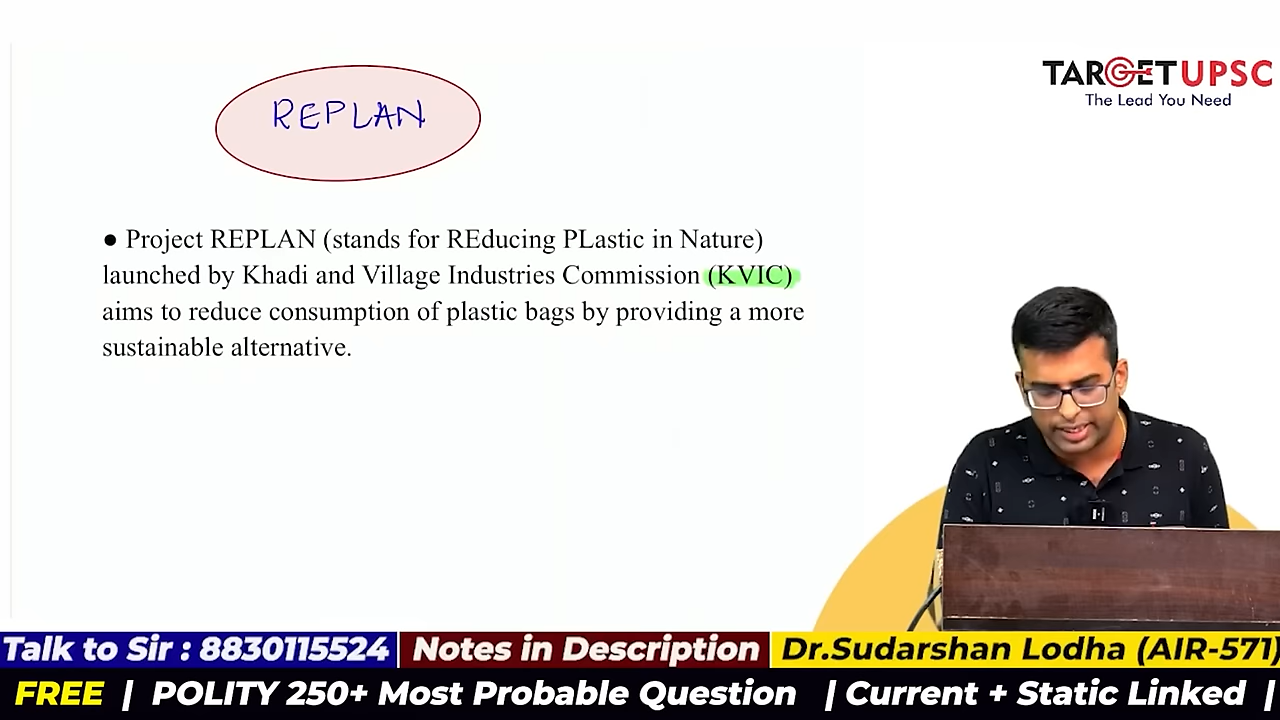 REPLAN
TARGETUPSC
The Lead You Need
● Project REPLAN (stands for REducing PLastic in Nature)
launched by Khadi and Village Industries Commission (KVIC)
aims to reduce consumption of plastic bags by providing a more
sustainable alternative.
Talk to Sir : 8830115524 Notes in Description Dr.Sudarshan Lodha (AIR-571)
FREE | POLITY 250+ Most Probable Question | Current + Static Linked |